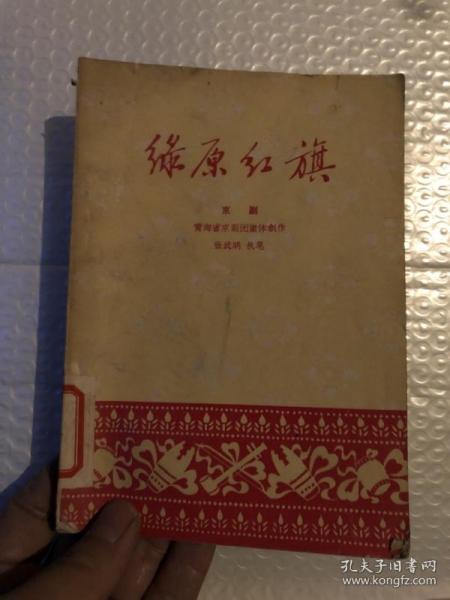 綠原紅旗
京剧
青海省京剧团集体創作
张武鹍 执笔
孔夫子旧书网
www.kongfz.com